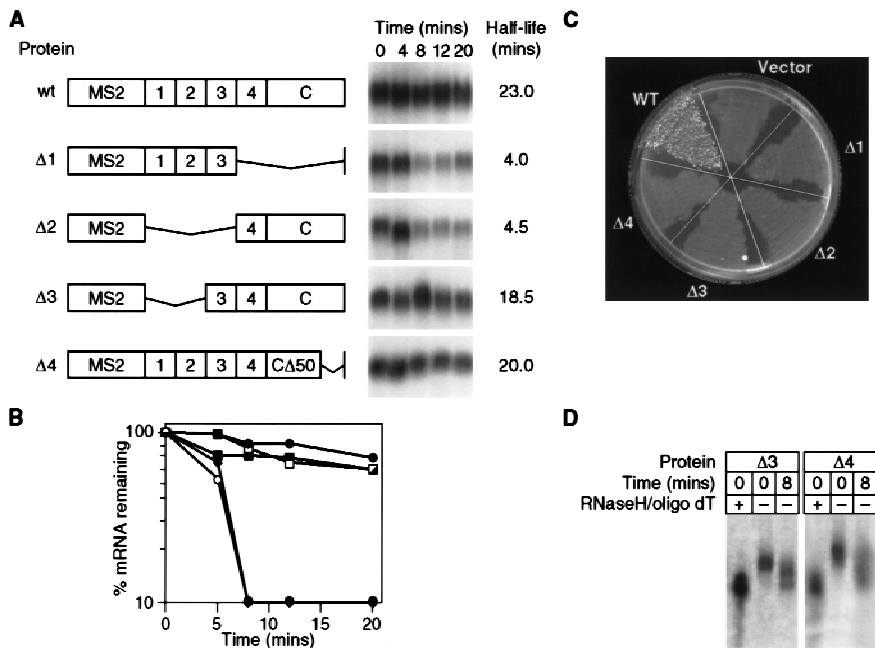 A
Protein
Time (mins)
0 4 8 12 20
Half-life
(mins)
wt MS2 1 2 3 4 C 23.0
Δ1 MS2 1 2 3 4.0
Δ2 MS2 4 C 4.5
Δ3 MS2 3 4 C 18.5
Δ4 MS2 1 2 3 4 CΔ50 20.0
B
% mRNA remaining
100
10
0 5 10 15 20
Time (mins)
C
Vector
WT
Δ1
Δ4
Δ2
Δ3
D
Protein Δ3 Δ4
Time (mins) 0 0 8 0 0 8
RNaseH/oligo dT + − − + − −